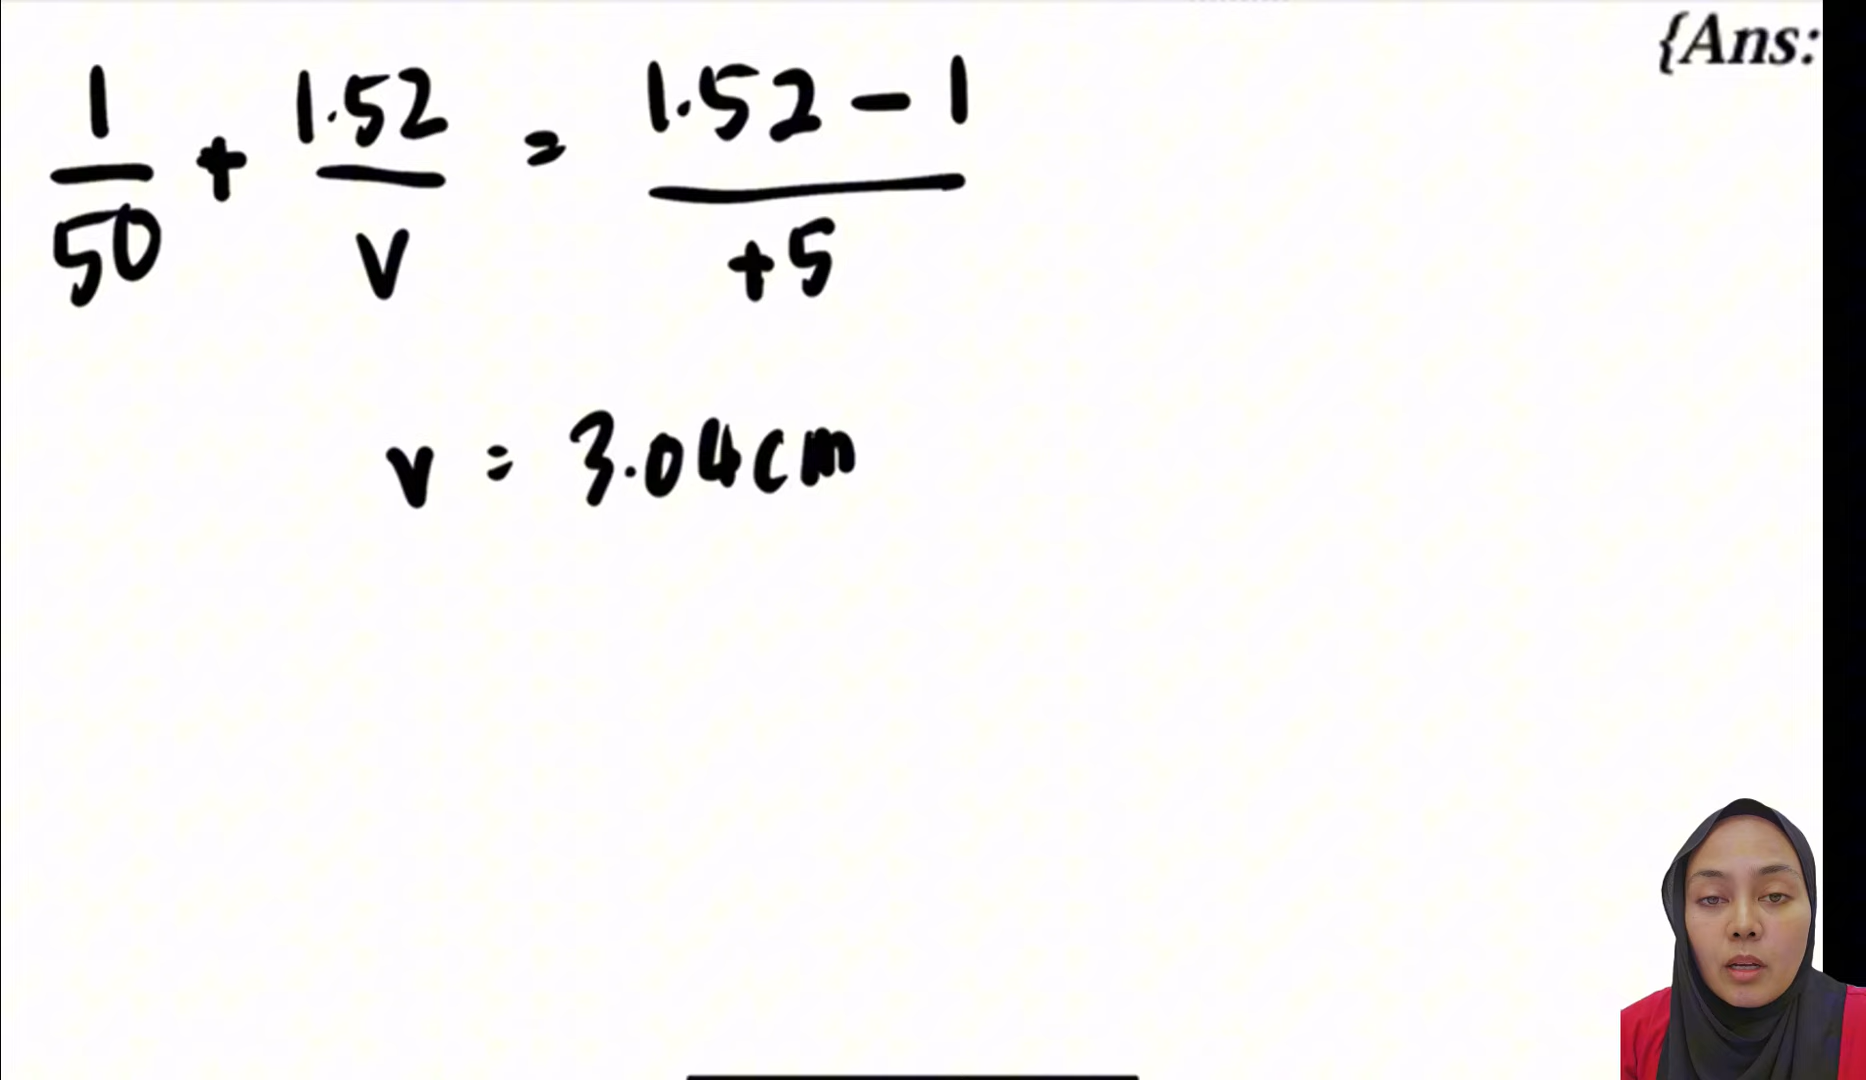 {Ans:
1/50 + 1.52/v = 1.52 - 1/+5
v = 3.04cm